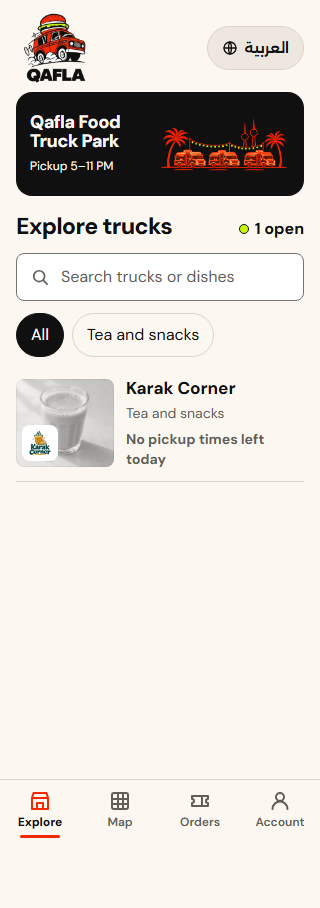 QAFLA
العربية
Qafla Food
Truck Park
Pickup 5–11 PM
Explore trucks
1 open
Search trucks or dishes
All
Tea and snacks
Karak Corner
Tea and snacks
No pickup times left
today
Karak
Corner
Explore
Map
Orders
Account